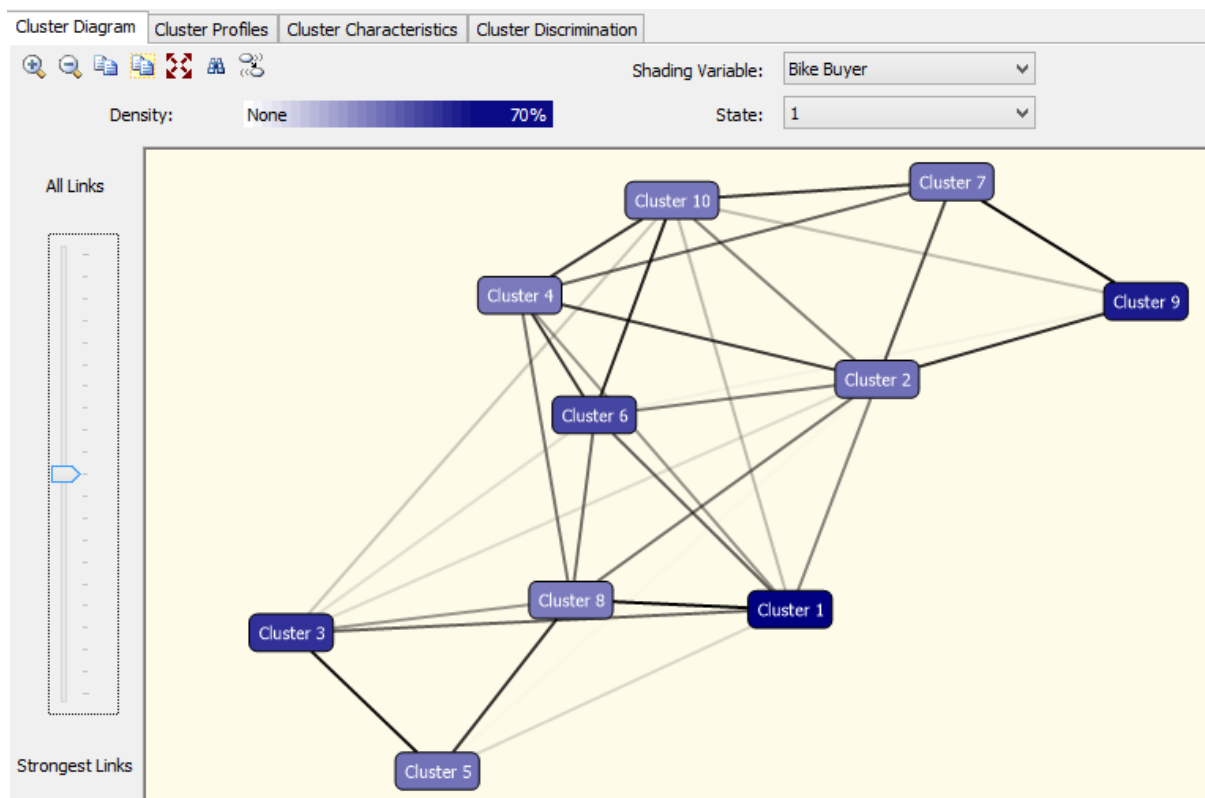 Cluster Diagram Cluster Profiles Cluster Characteristics Cluster Discrimination
Shading Variable: Bike Buyer
Density: None 70% State: 1
All Links
Cluster 7
Cluster 10
Cluster 4
Cluster 9
Cluster 2
Cluster 6
Cluster 8
Cluster 1
Cluster 3
Strongest Links
Cluster 5